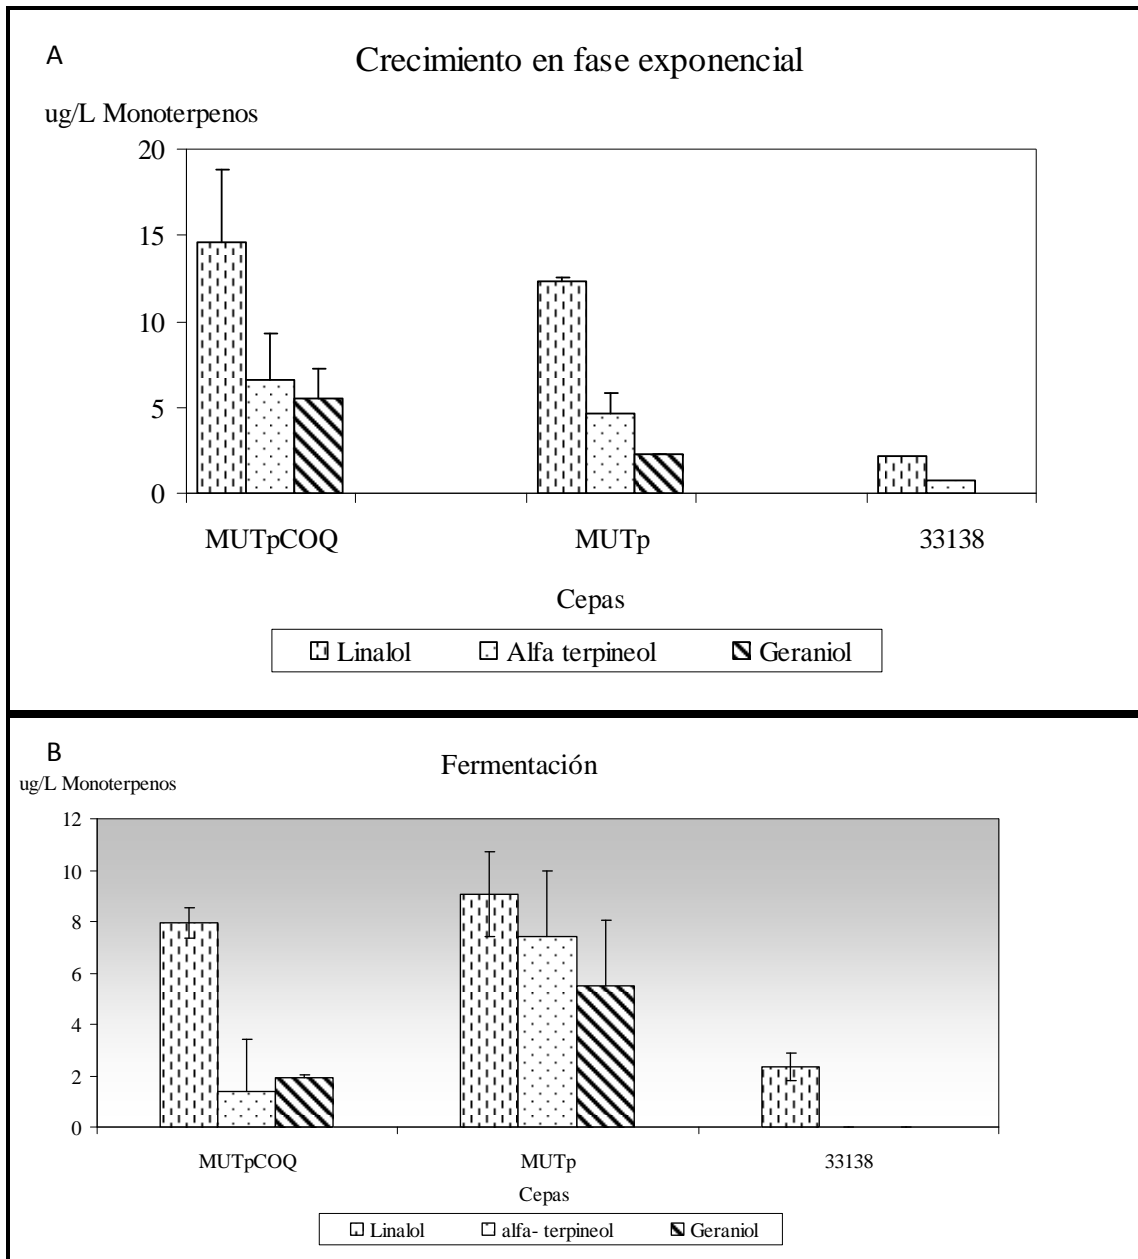 A
Crecimiento en fase exponencial
ug/L Monoterpenos
20
15
10
5
0
MUTpCOQ MUTp 33138
Cepas
Linalol Alfa terpineol Geraniol
B
Fermentación
ug/L Monoterpenos
12
10
8
6
4
2
0
MUTpCOQ MUTp 33138
Cepas
Linalol alfa- terpineol Geraniol